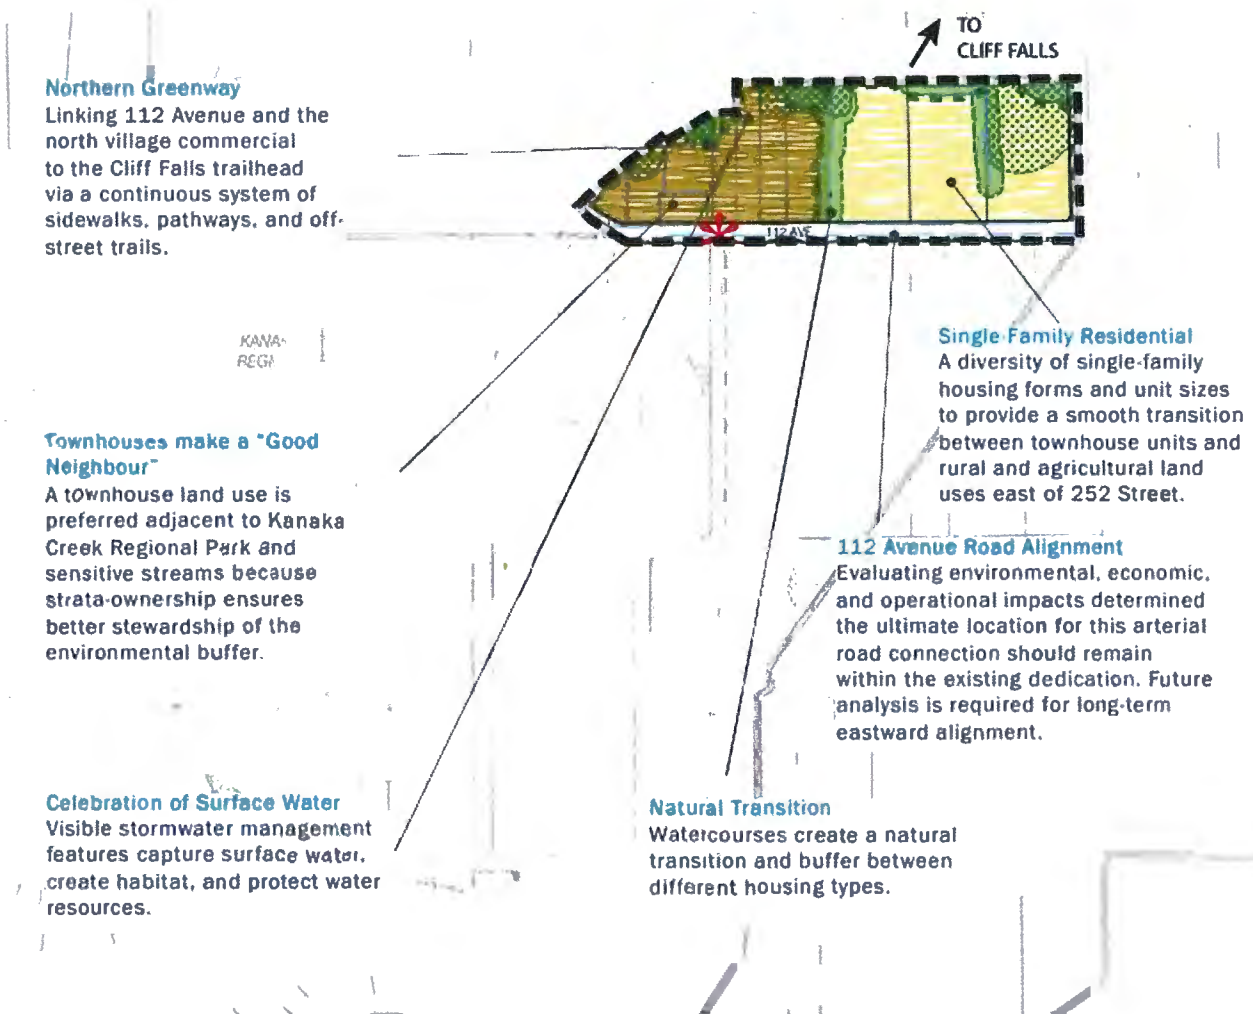 TO
CLIFF FALLS
Northern Greenway
Linking 112 Avenue and the
north village commercial
to the Cliff Falls trailhead
via a continuous system of
sidewalks, pathways, and off-
street trails.
112 AVE
KANA-
REGI
Single-Family Residential
A diversity of single-family
housing forms and unit sizes
to provide a smooth transition
between townhouse units and
rural and agricultural land
uses east of 252 Street.
Townhouses make a "Good
Neighbour"
A townhouse land use is
preferred adjacent to Kanaka
Creek Regional Park and
sensitive streams because
strata-ownership ensures
better stewardship of the
environmental buffer.
112 Avenue Road Alignment
Evaluating environmental, economic,
and operational impacts determined
the ultimate location for this arterial
road connection should remain
within the existing dedication. Future
analysis is required for long-term
eastward alignment.
Celebration of Surface Water
Visible stormwater management
features capture surface water,
create habitat, and protect water
resources.
Natural Transition
Watercourses create a natural
transition and buffer between
different housing types.